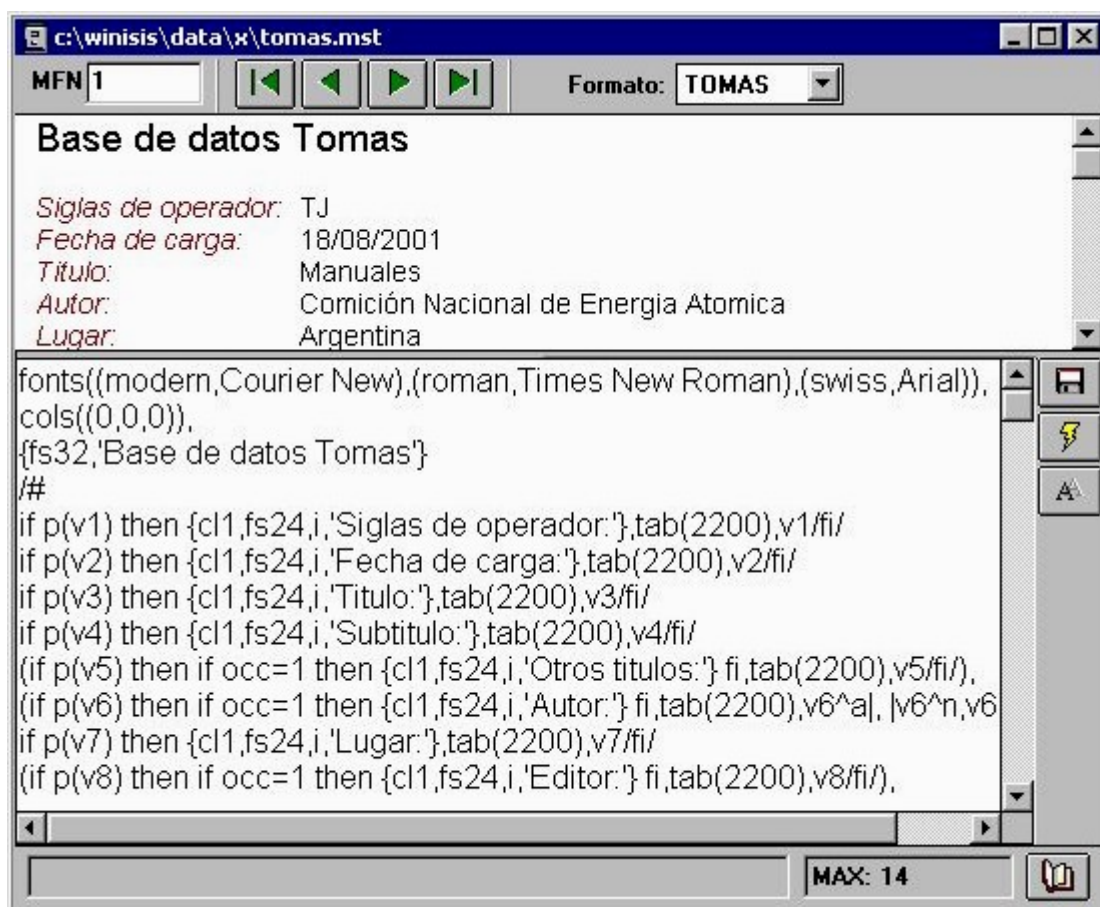 c:\winisis\data\x\tomas.mst
MFN 1 Formato: TOMAS
Base de datos Tomas
Siglas de operador: TJ
Fecha de carga: 18/08/2001
Titulo: Manuales
Autor: Comición Nacional de Energia Atomica
Lugar: Argentina
fonts((modern,Courier New),(roman,Times New Roman),(swiss,Arial)),
cols((0,0,0)),
{fs32,'Base de datos Tomas'}
/#
if p(v1) then {cl1,fs24,i,'Siglas de operador:'},tab(2200),v1/fi/
if p(v2) then {cl1,fs24,i,'Fecha de carga:'},tab(2200),v2/fi/
if p(v3) then {cl1,fs24,i,'Titulo:'},tab(2200),v3/fi/
if p(v4) then {cl1,fs24,i,'Subtitulo:'},tab(2200),v4/fi/
(if p(v5) then if occ=1 then {cl1,fs24,i,'Otros titulos:'} fi,tab(2200),v5/fi/),
(if p(v6) then if occ=1 then {cl1,fs24,i,'Autor:'} fi,tab(2200),v6^a|, |v6^n,v6
if p(v7) then {cl1,fs24,i,'Lugar:'},tab(2200),v7/fi/
(if p(v8) then if occ=1 then {cl1,fs24,i,'Editor:'} fi,tab(2200),v8/fi/),
MAX: 14